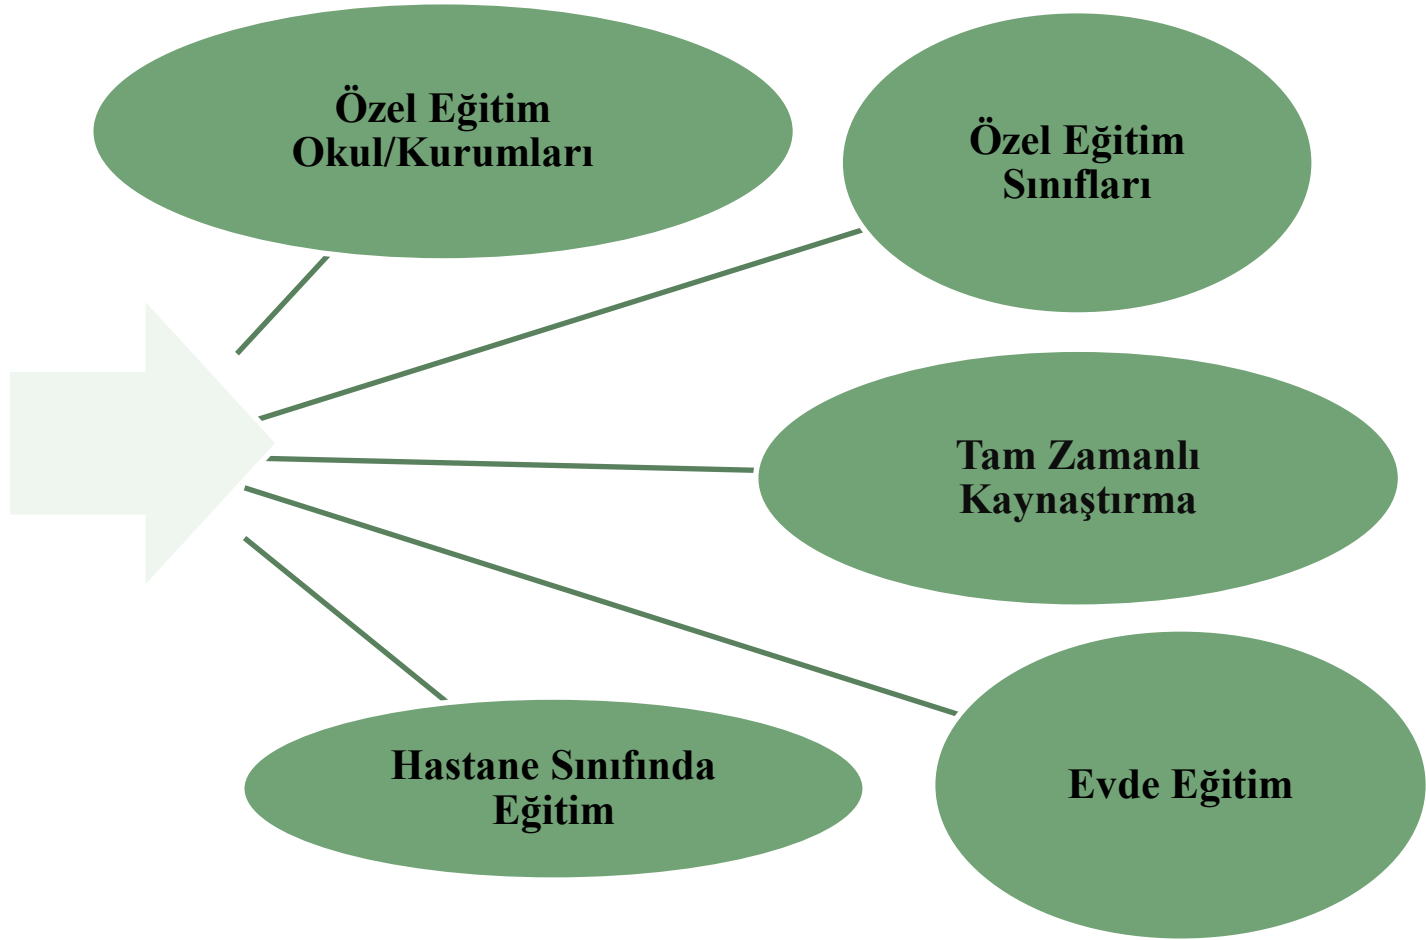 Özel Eğitim
Okul/Kurumları
Özel Eğitim
Sınıfları
Tam Zamanlı
Kaynaştırma
Hastane Sınıfında
Eğitim
Evde Eğitim